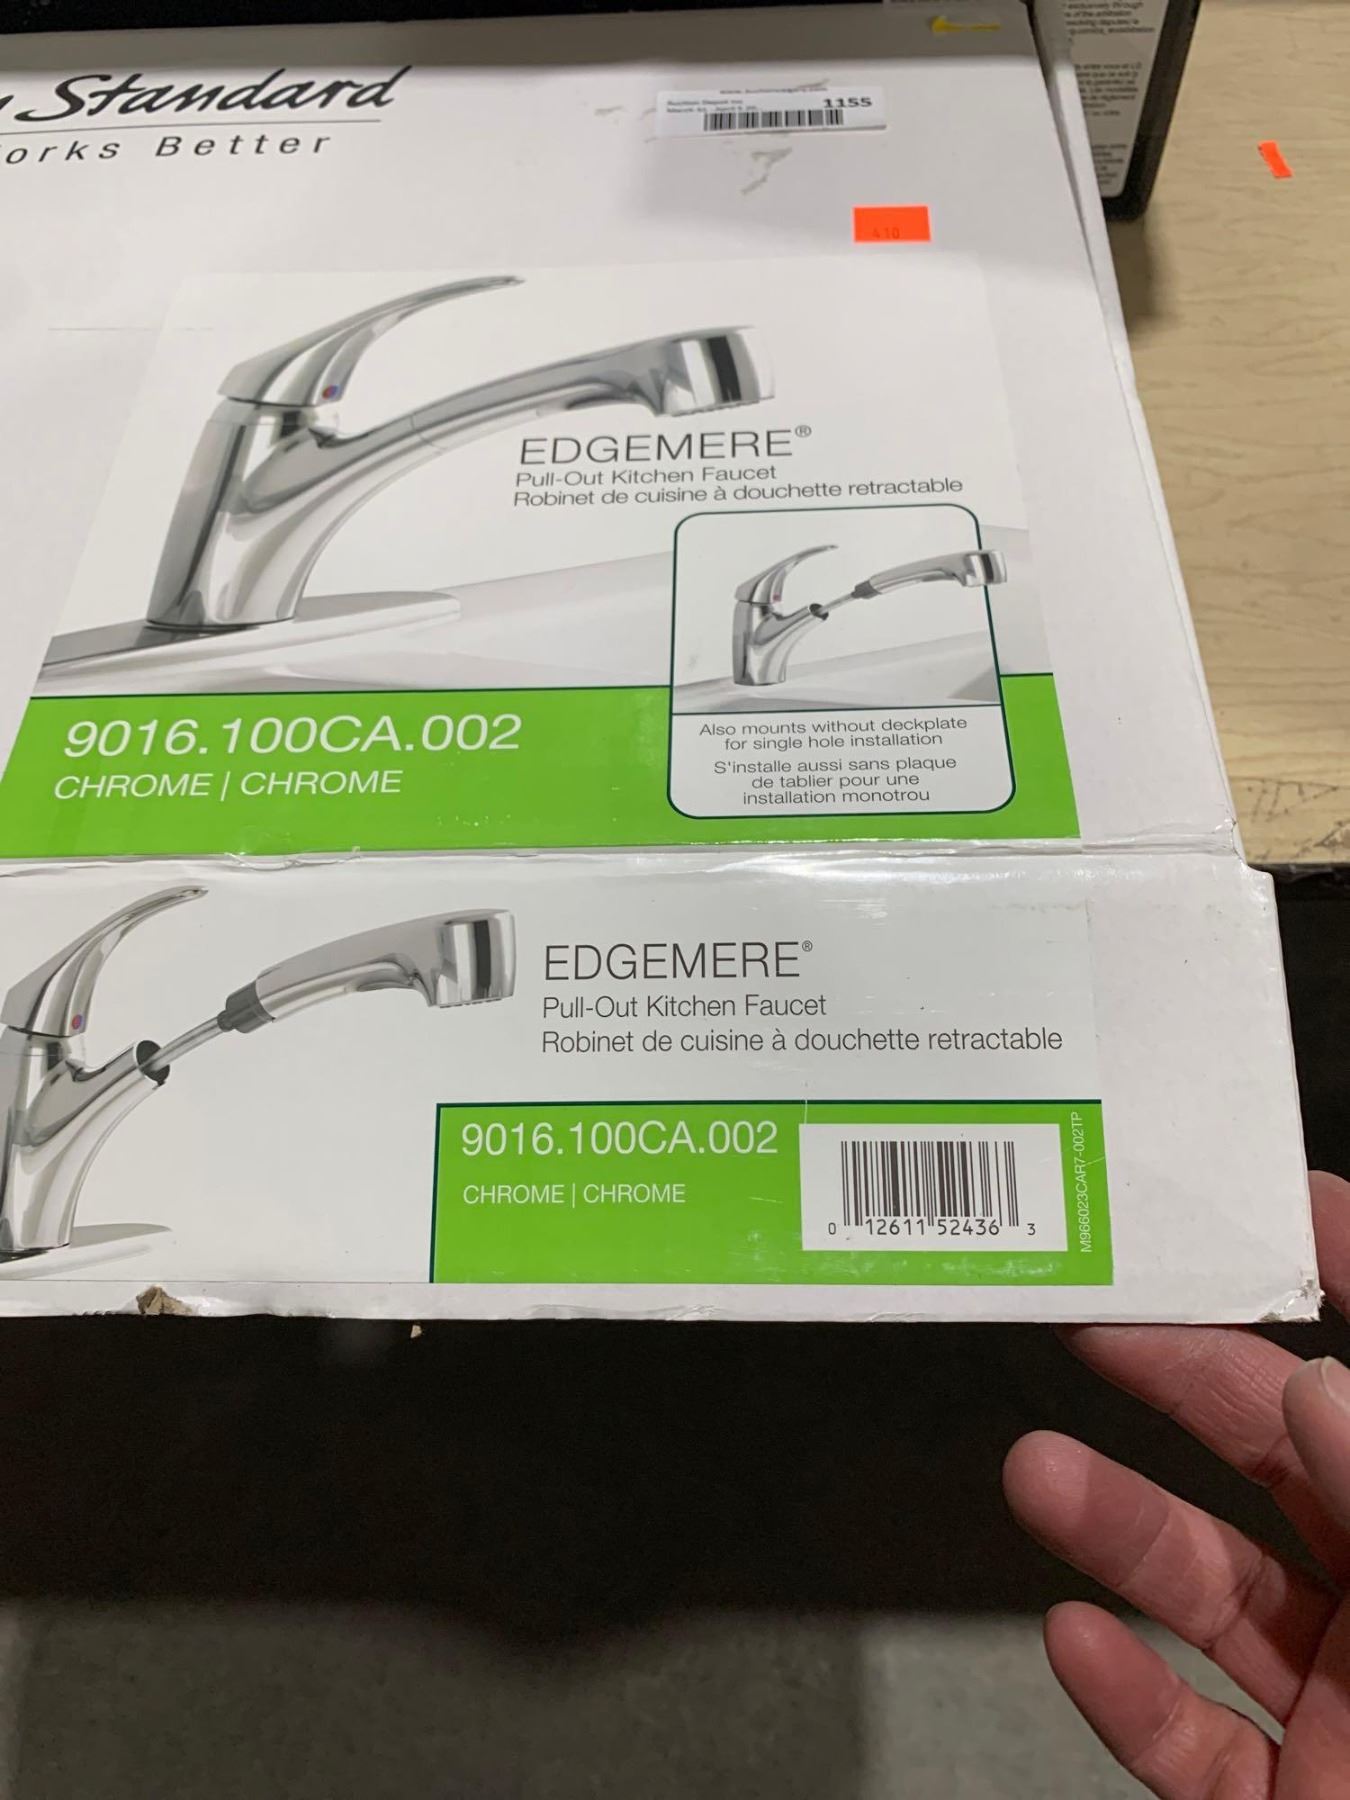 Standard
orks Better
1155
410
EDGEMERE®
Pull-Out Kitchen Faucet
Robinet de cuisine à douchette retractable
9016.100CA.002
CHROME | CHROME
Also mounts without deckplate
for single hole installation
S'installe aussi sans plaque
de tablier pour une
installation monotrou
EDGEMERE®
Pull-Out Kitchen Faucet
Robinet de cuisine à douchette retractable
9016.100CA.002
CHROME | CHROME
0 12611 52436 3
M966023CAR7-002TP